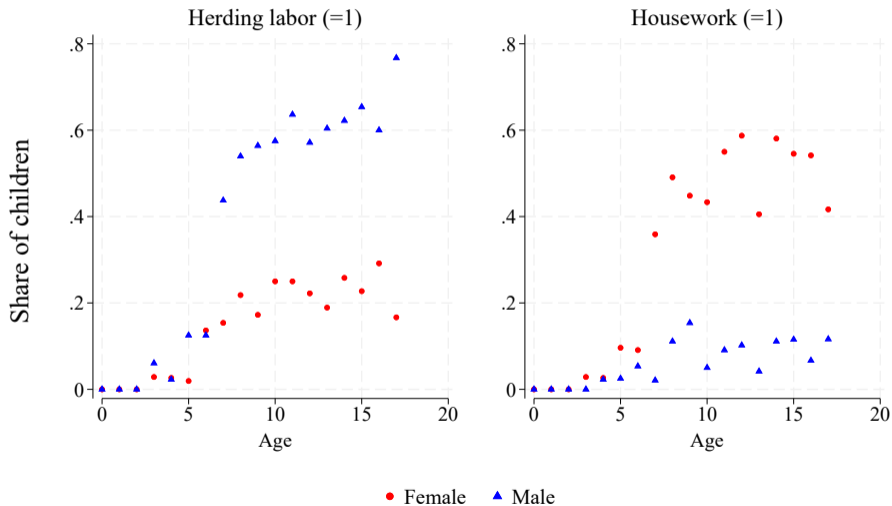 Herding labor (=1)
Housework (=1)
Share of children
.8
.6
.4
.2
0
0
5
10
15
20
Age
.8
.6
.4
.2
0
0
5
10
15
20
Age
Female
Male